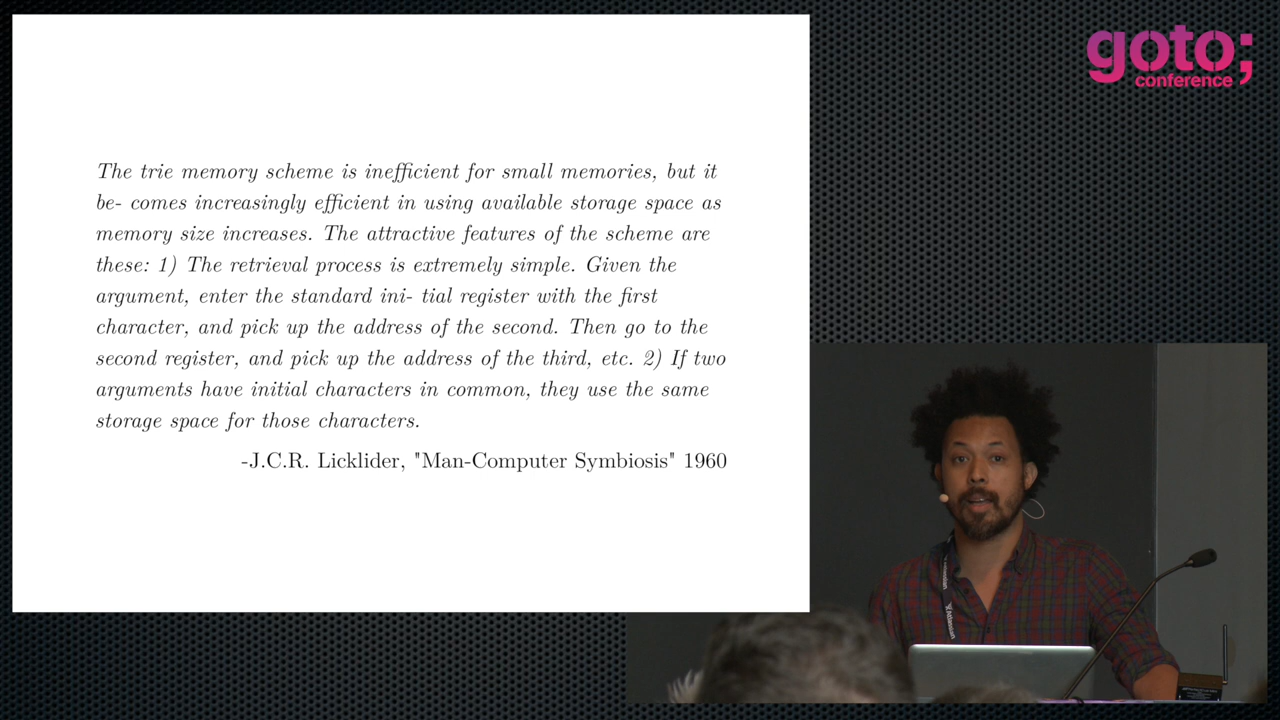 goto;
conference
The trie memory scheme is inefficient for small memories, but it
be- comes increasingly efficient in using available storage space as
memory size increases. The attractive features of the scheme are
these: 1) The retrieval process is extremely simple. Given the
argument, enter the standard ini- tial register with the first
character, and pick up the address of the second. Then go to the
second register, and pick up the address of the third, etc. 2) If two
arguments have initial characters in common, they use the same
storage space for those characters.
-J.C.R. Licklider, "Man-Computer Symbiosis" 1960
Atlassian